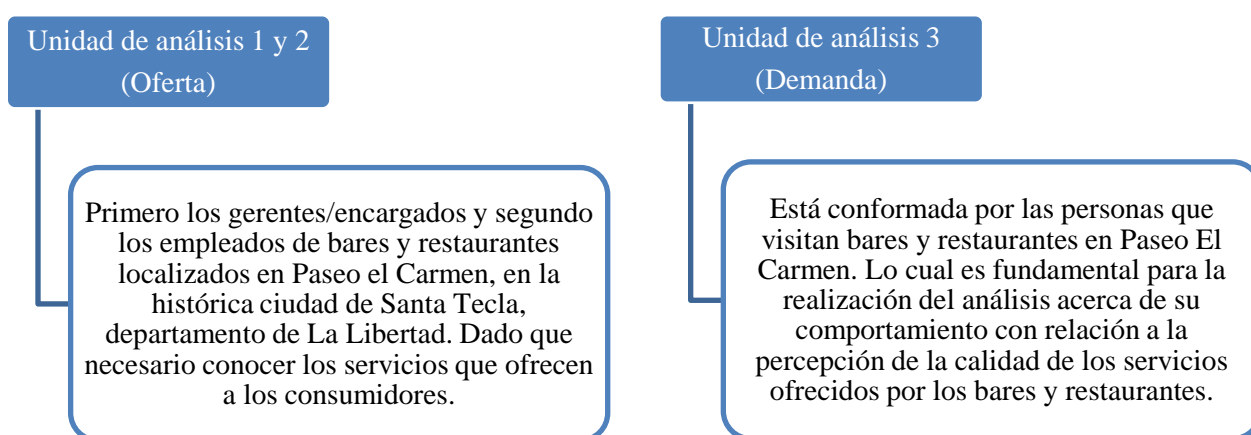 Unidad de análisis 1 y 2
(Oferta)
Primero los gerentes/encargados y segundo
los empleados de bares y restaurantes
localizados en Paseo el Carmen, en la
histórica ciudad de Santa Tecla,
departamento de La Libertad. Dado que
necesario conocer los servicios que ofrecen
a los consumidores.
Unidad de análisis 3
(Demanda)
Está conformada por las personas que
visitan bares y restaurantes en Paseo El
Carmen. Lo cual es fundamental para la
realización del análisis acerca de su
comportamiento con relación a la
percepción de la calidad de los servicios
ofrecidos por los bares y restaurantes.